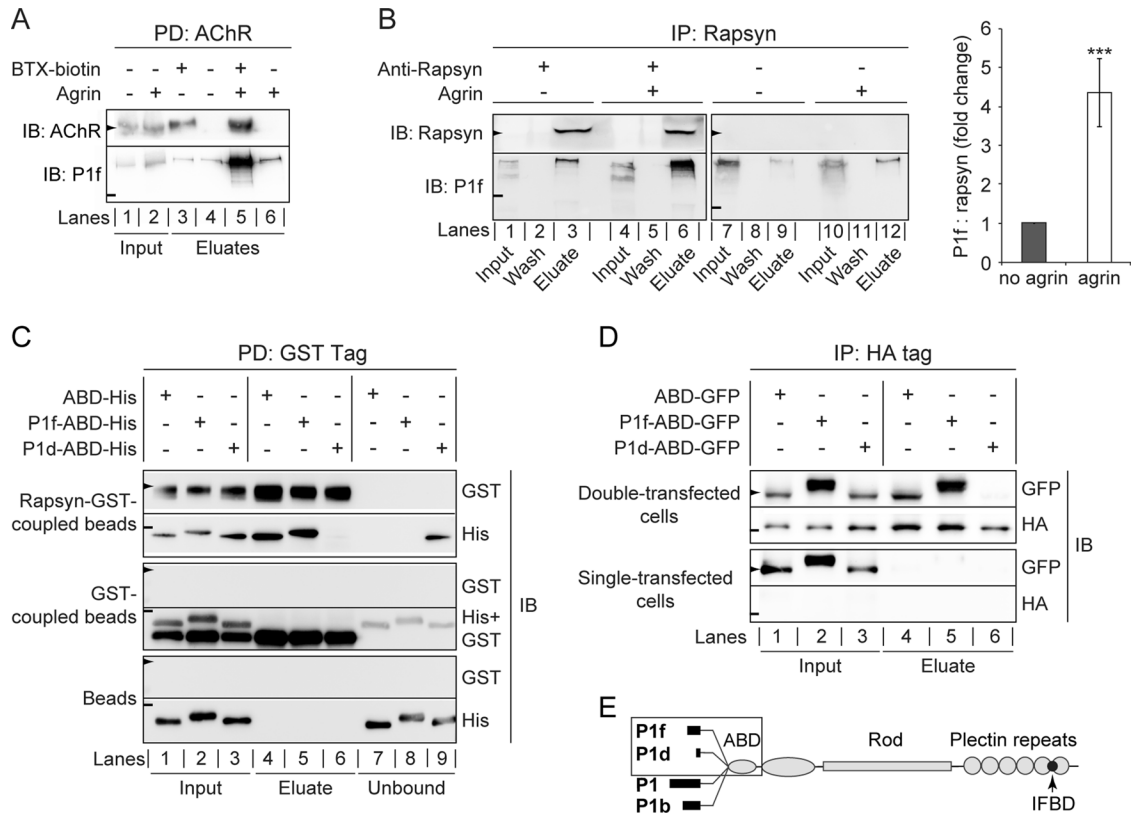 A
PD: AChR
BTX-biotin - - + - + -
Agrin - + - - + +
IB: AChR
IB: P1f
Lanes 1 2 3 4 5 6
Input Eluates
B
IP: Rapsyn
Anti-Rapsyn + + - -
Agrin - + - +
IB: Rapsyn
IB: P1f
Lanes 1 2 3 4 5 6 7 8 9 10 11 12
Input Wash Eluate Input Wash Eluate Input Wash Eluate Input Wash Eluate
P1f : rapsyn (fold change)
6
5
4
3
2
1
0
***
no agrin agrin
C
PD: GST Tag
ABD-His + - - + - - + - -
P1f-ABD-His - + - - + - - + -
P1d-ABD-His - - + - - + - - +
Rapsyn-GST-
coupled beads
GST
His
GST-
coupled beads
GST
His+
GST
Beads
GST
His
IB
Lanes 1 2 3 4 5 6 7 8 9
Input Eluate Unbound
D
IP: HA tag
ABD-GFP + - - + - -
P1f-ABD-GFP - + - - + -
P1d-ABD-GFP - - + - - +
Double-transfected
cells
GFP
HA
Single-transfected
cells
GFP
HA
IB
Lanes 1 2 3 4 5 6
Input Eluate
E
P1f
P1d
P1
P1b
ABD
Rod
Plectin repeats
IFBD